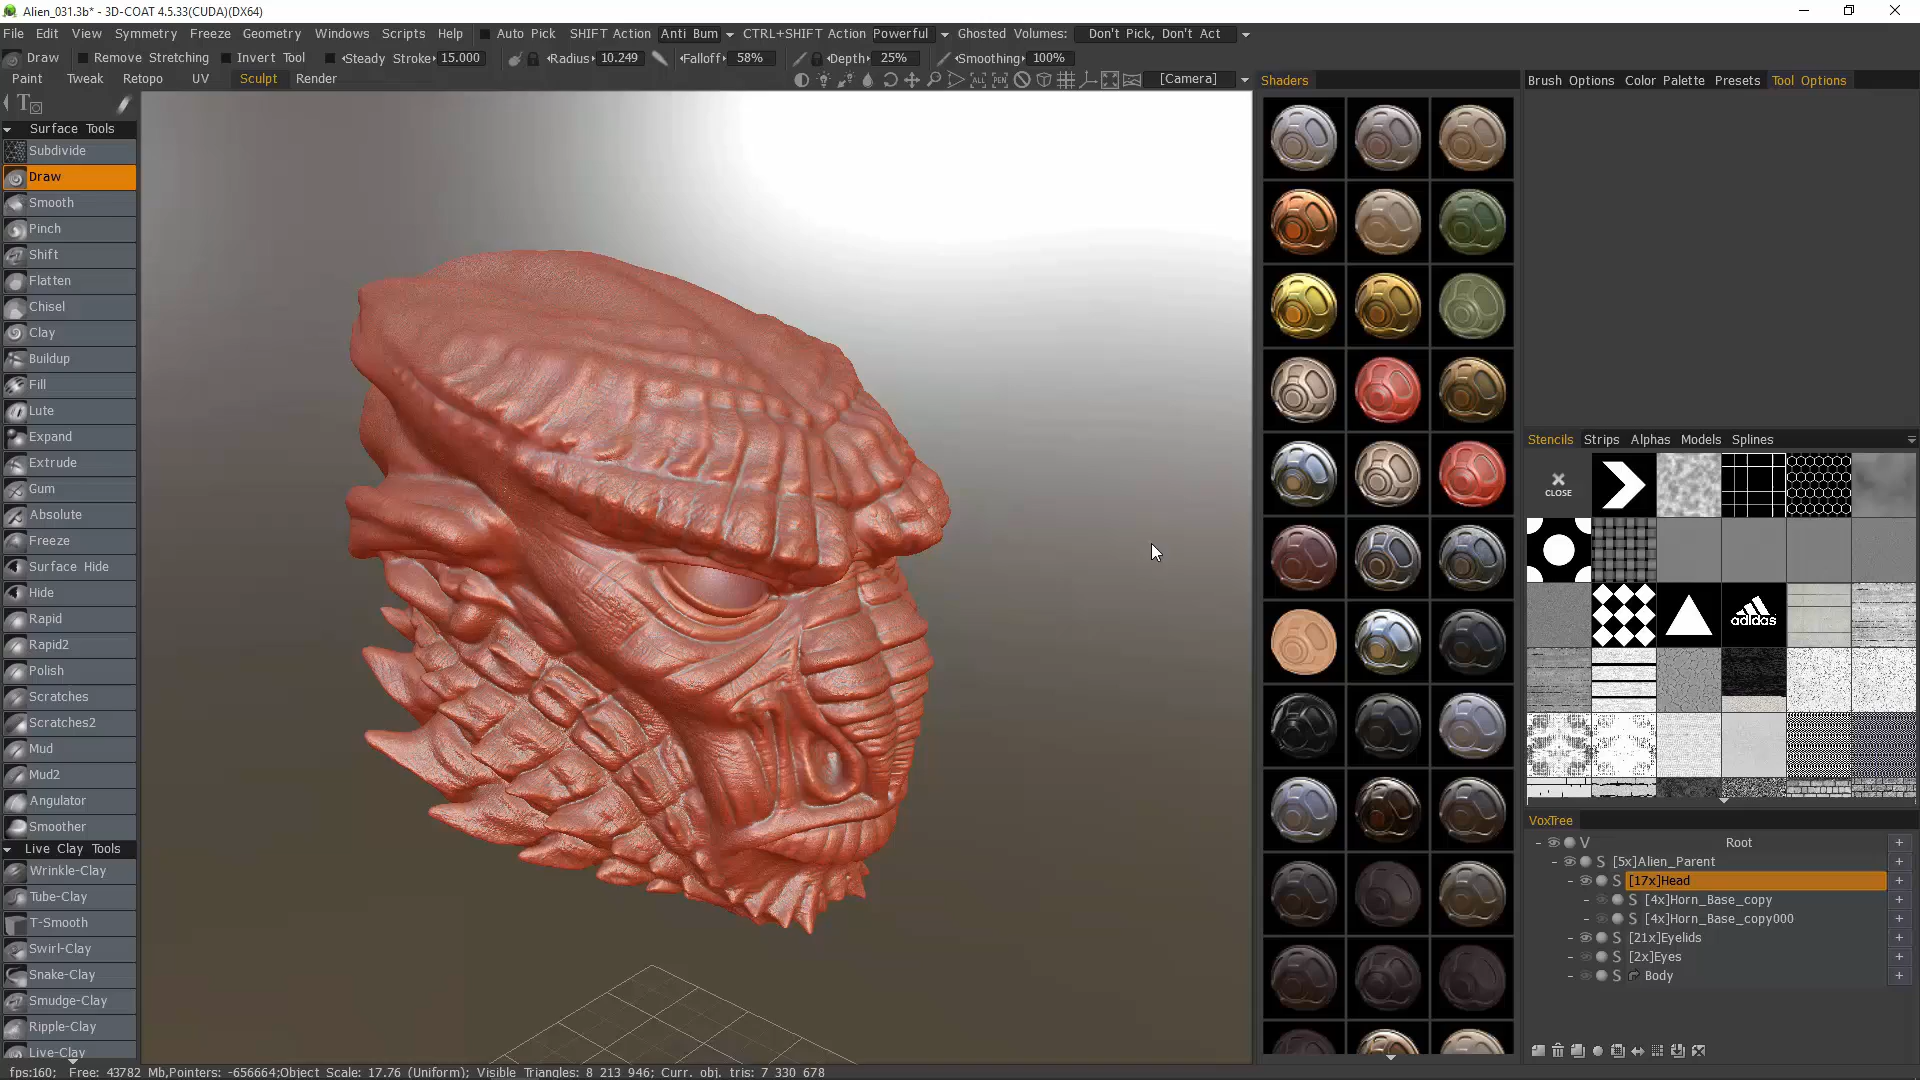 Alien_031.3b* - 3D-COAT 4.5.33(CUDA)(DX64)
File Edit View Symmetry Freeze Geometry Windows Scripts Help Auto Pick SHIFT Action Anti Bum CTRL+SHIFT Action Powerful Ghosted Volumes: Don't Pick, Don't Act
Draw Remove Stretching Invert Tool Steady Stroke 15.000 Radius 10.249 Falloff 58% Depth 25% Smoothing 100%
Paint Tweak Retopo UV Sculpt Render
ALL PEN [Camera] Shaders Brush Options Color Palette Presets Tool Options
Surface Tools
Subdivide
Draw
Smooth
Pinch
Shift
Flatten
Chisel
Clay
Buildup
Fill
Lute
Expand
Extrude
Gum
Absolute
Freeze
Surface Hide
Hide
Rapid
Rapid2
Polish
Scratches
Scratches2
Mud
Mud2
Angulator
Smoother
Live Clay Tools
Wrinkle-Clay
Tube-Clay
T-Smooth
Swirl-Clay
Snake-Clay
Smudge-Clay
Ripple-Clay
Live-Clay
Stencils Strips Alphas Models Splines
CLOSE
adidas
VoxTree
V Root +
S [5x]Alien_Parent +
S [17x]Head +
S [4x]Horn_Base_copy +
S [4x]Horn_Base_copy000 +
S [21x]Eyelids +
S [2x]Eyes +
S Body +
fps:160; Free: 43782 Mb,Pointers: -656664;Object Scale: 17.76 (Uniform); Visible Triangles: 8 213 946; Curr. obj. tris: 7 330 678